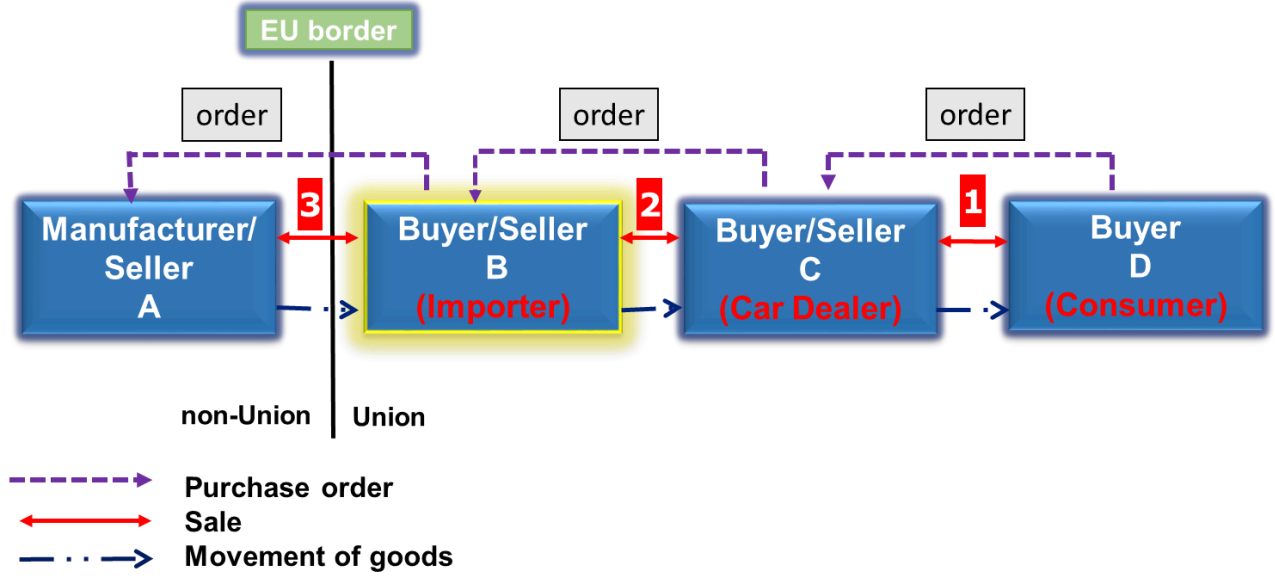 EU border
order
order
order
3
2
1
Manufacturer/
Seller
A
Buyer/Seller
B
(Importer)
Buyer/Seller
C
(Car Dealer)
Buyer
D
(Consumer)
non-Union
Union
Purchase order
Sale
Movement of goods